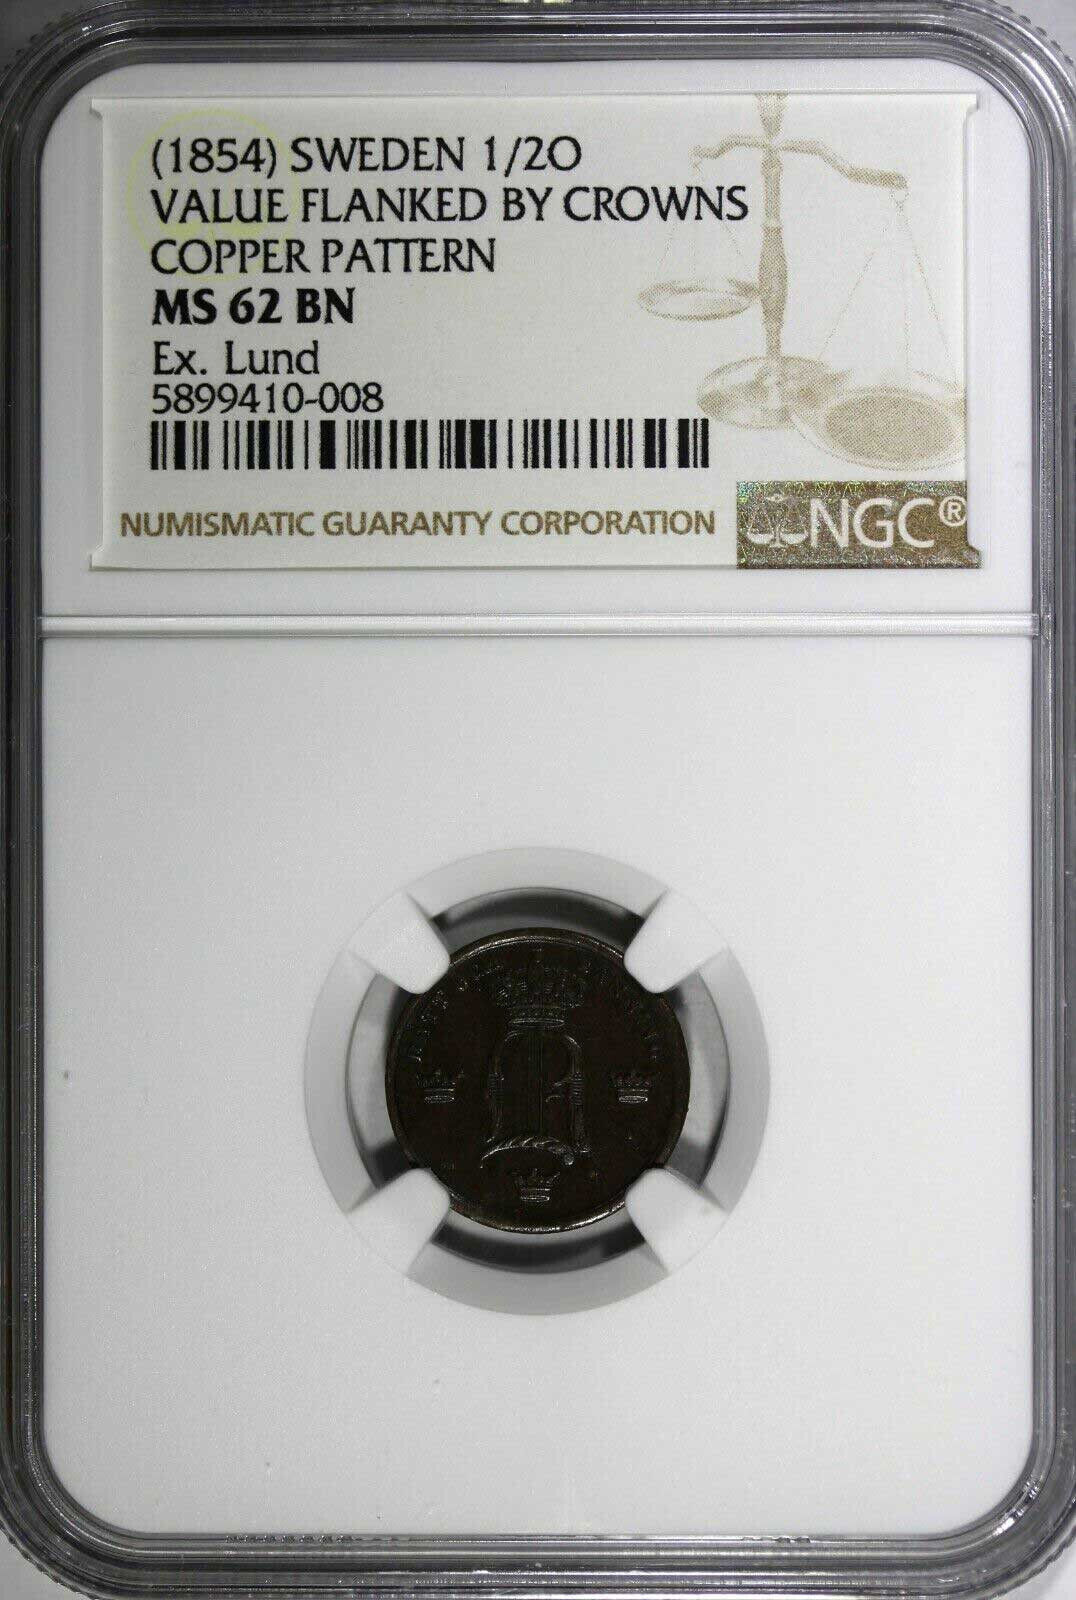 (1854) SWEDEN 1/2O
VALUE FLANKED BY CROWNS
COPPER PATTERN
MS 62 BN
Ex. Lund
5899410-008
NUMISMATIC GUARANTY CORPORATION
NGC®